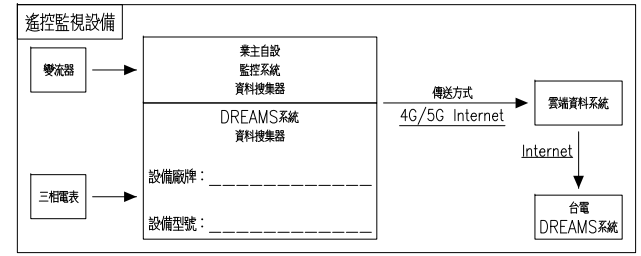 遙控監視設備
變流器
業主自設
監控系統
資料搜集器
傳送方式
4G/5G Internet
雲端資料系統
DREAMS系統
資料搜集器
Internet
設備廠牌：
三相電表
設備型號：
台電
DREAMS系統